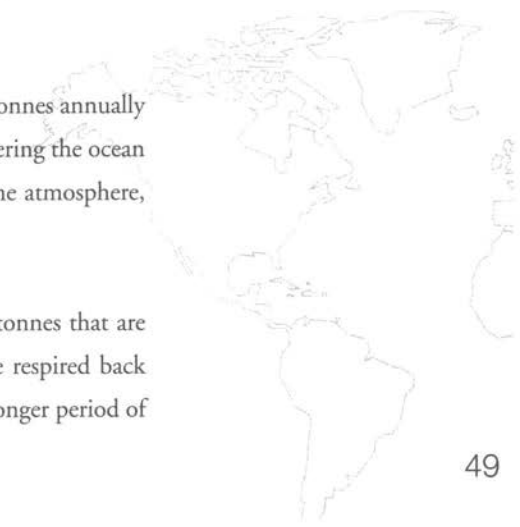 onnes annually
ering the ocean
ne atmosphere,
tonnes that are
e respired back
onger period of
49